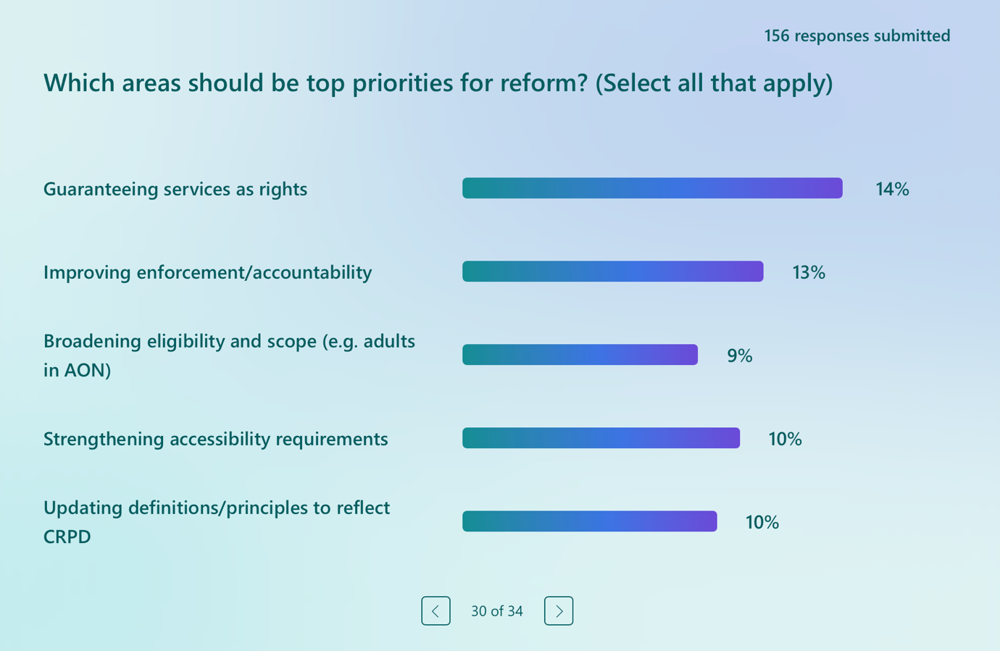 156 responses submitted
Which areas should be top priorities for reform? (Select all that apply)
Guaranteeing services as rights
14%
Improving enforcement/accountability
13%
Broadening eligibility and scope (e.g. adults
in AON)
9%
Strengthening accessibility requirements
10%
Updating definitions/principles to reflect
CRPD
10%
30 of 34